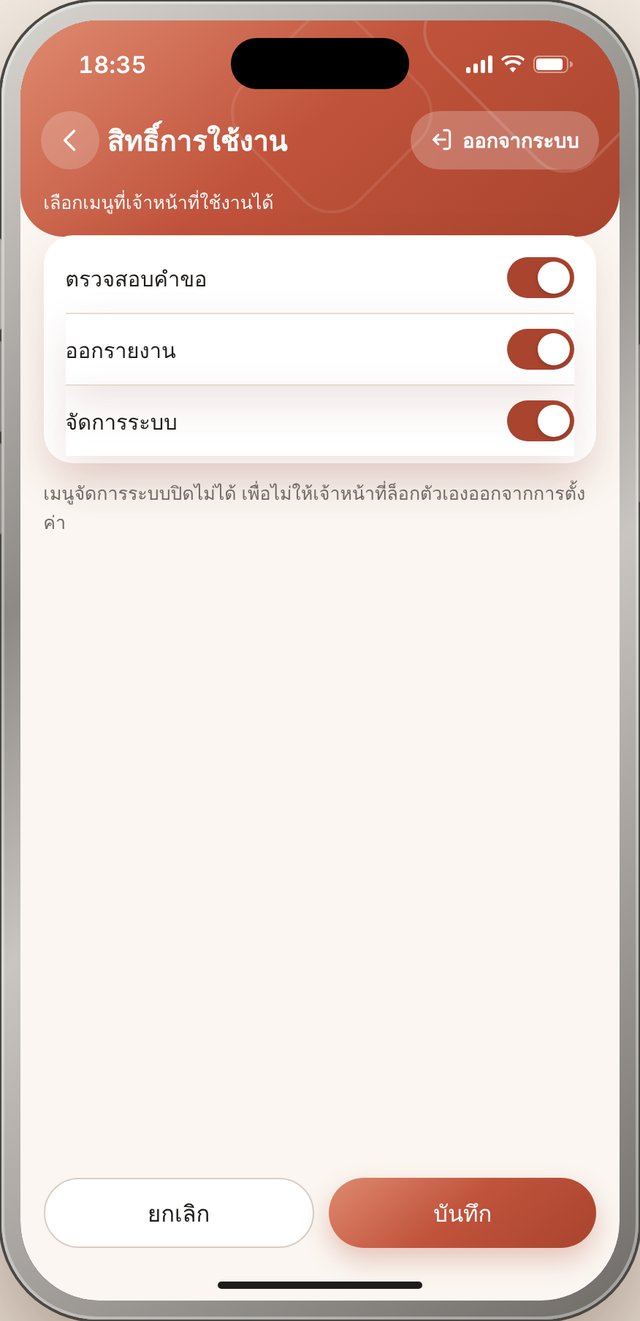 18:35
สิทธิ์การใช้งาน
ออกจากระบบ
เลือกเมนูที่เจ้าหน้าที่ใช้งานได้
ตรวจสอบคำขอ
ออกรายงาน
จัดการระบบ
เมนูจัดการระบบปิดไม่ได้ เพื่อไม่ให้เจ้าหน้าที่ล็อกตัวเองออกจากการตั้ง
ค่า
ยกเลิก
บันทึก